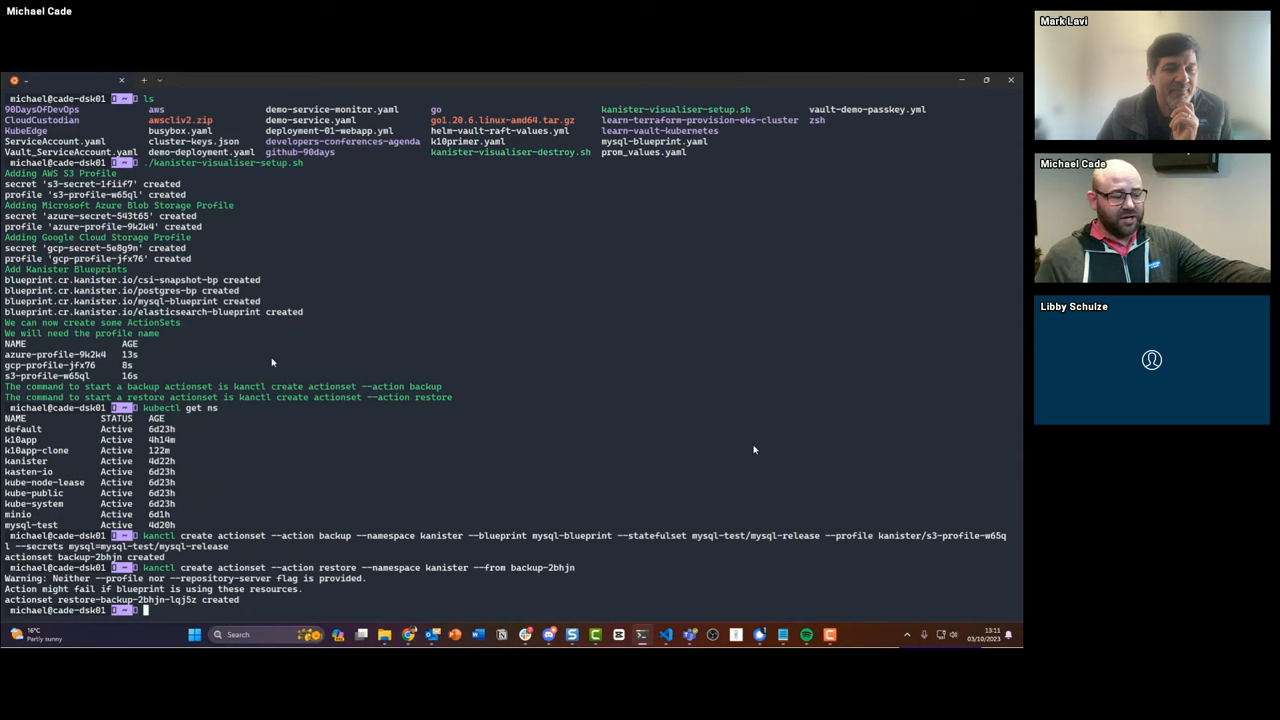 Michael Cade
Mark Lavi
Michael Cade
Libby Schulze
~
michael@cade-dsk01 ~ ls
90DaysOfDevOps aws demo-service-monitor.yaml go kanister-visualiser-setup.sh vault-demo-passkey.yml
CloudCustodian awscliv2.zip demo-service.yaml go1.20.6.linux-amd64.tar.gz learn-terraform-provision-eks-cluster zsh
KubeEdge busybox.yaml deployment-01-webapp.yml helm-vault-raft-values.yml learn-vault-kubernetes
ServiceAccount.yaml cluster-keys.json developers-conferences-agenda k10primer.yaml mysql-blueprint.yaml
Vault_ServiceAccount.yaml demo-deployment.yaml github-90days kanister-visualiser-destroy.sh prom_values.yaml
michael@cade-dsk01 ~ ./kanister-visualiser-setup.sh
Adding AWS S3 Profile
secret 's3-secret-1fiif7' created
profile 's3-profile-w65ql' created
Adding Microsoft Azure Blob Storage Profile
secret 'azure-secret-543t65' created
profile 'azure-profile-9k2k4' created
Adding Google Cloud Storage Profile
secret 'gcp-secret-5e8g9n' created
profile 'gcp-profile-jfx76' created
Add Kanister Blueprints
blueprint.cr.kanister.io/csi-snapshot-bp created
blueprint.cr.kanister.io/postgres-bp created
blueprint.cr.kanister.io/mysql-blueprint created
blueprint.cr.kanister.io/elasticsearch-blueprint created
We can now create some ActionSets
We will need the profile name
NAME AGE
azure-profile-9k2k4 13s
gcp-profile-jfx76 8s
s3-profile-w65ql 16s
The command to start a backup actionset is kanctl create actionset --action backup
The command to start a restore actionset is kanctl create actionset --action restore
michael@cade-dsk01 ~ kubectl get ns
NAME STATUS AGE
default Active 6d23h
k10app Active 4h14m
k10app-clone Active 122m
kanister Active 4d22h
kasten-io Active 6d23h
kube-node-lease Active 6d23h
kube-public Active 6d23h
kube-system Active 6d23h
minio Active 6d1h
mysql-test Active 4d20h
michael@cade-dsk01 ~ kanctl create actionset --action backup --namespace kanister --blueprint mysql-blueprint --statefulset mysql-test/mysql-release --profile kanister/s3-profile-w65q
l --secrets mysql=mysql-test/mysql-release
actionset backup-2bhjn created
michael@cade-dsk01 ~ kanctl create actionset --action restore --namespace kanister --from backup-2bhjn
Warning: Neither --profile nor --repository-server flag is provided.
Action might fail if blueprint is using these resources.
actionset restore-backup-2bhjn-lqj5z created
michael@cade-dsk01 ~
16°C
Partly sunny
Search
13:11
03/10/2023